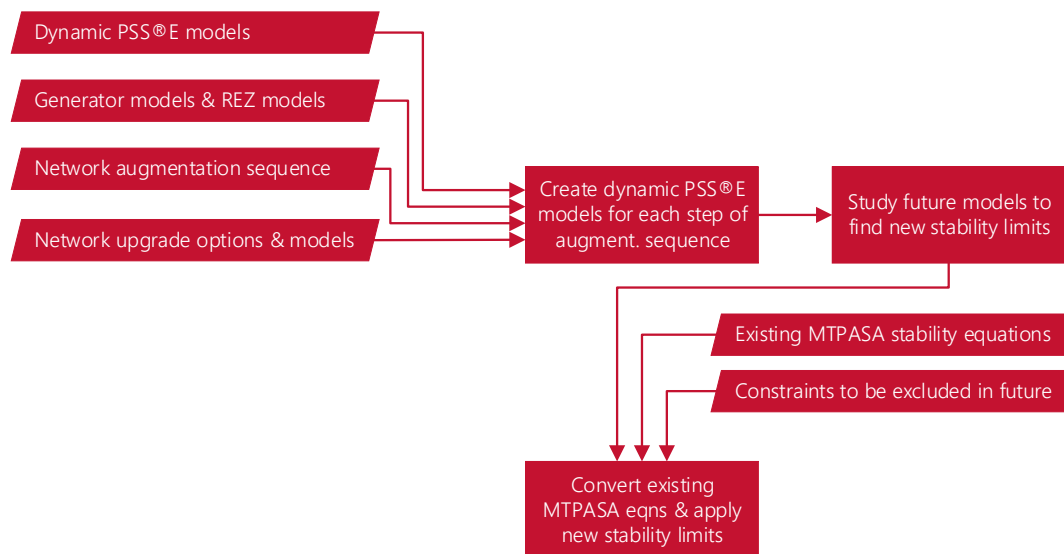 Dynamic PSS®E models
Generator models & REZ models
Network augmentation sequence
Network upgrade options & models
Create dynamic PSS®E
models for each step of
augment. sequence
Study future models to
find new stability limits
Existing MTPASA stability equations
Constraints to be excluded in future
Convert existing
MTPASA eqns & apply
new stability limits